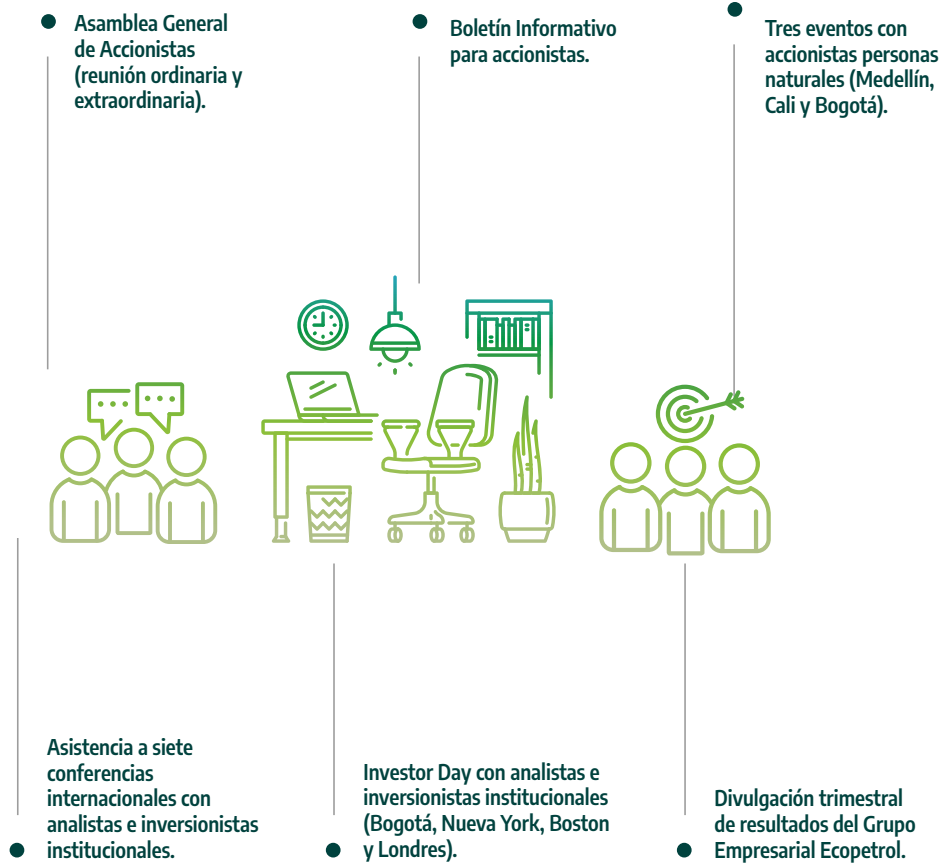 Asamblea General
de Accionistas
(reunión ordinaria y
extraordinaria).
Boletín Informativo
para accionistas.
Tres eventos con
accionistas personas
naturales (Medellín,
Cali y Bogotá).
Asistencia a siete
conferencias
internacionales con
analistas e inversionistas
institucionales.
Investor Day con analistas e
inversionistas institucionales
(Bogotá, Nueva York, Boston
y Londres).
Divulgación trimestral
de resultados del Grupo
Empresarial Ecopetrol.